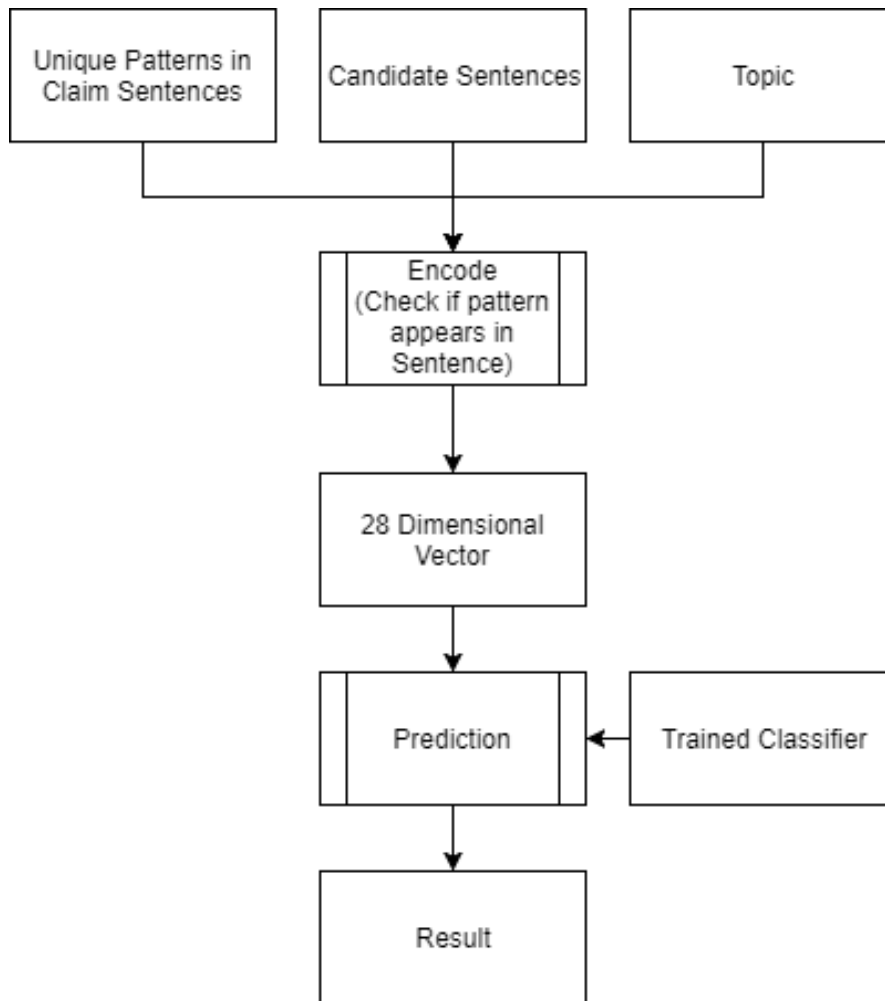 Unique Patterns in
Claim Sentences
Candidate Sentences
Topic
Encode
(Check if pattern
appears in
Sentence)
28 Dimensional
Vector
Prediction
Trained Classifier
Result